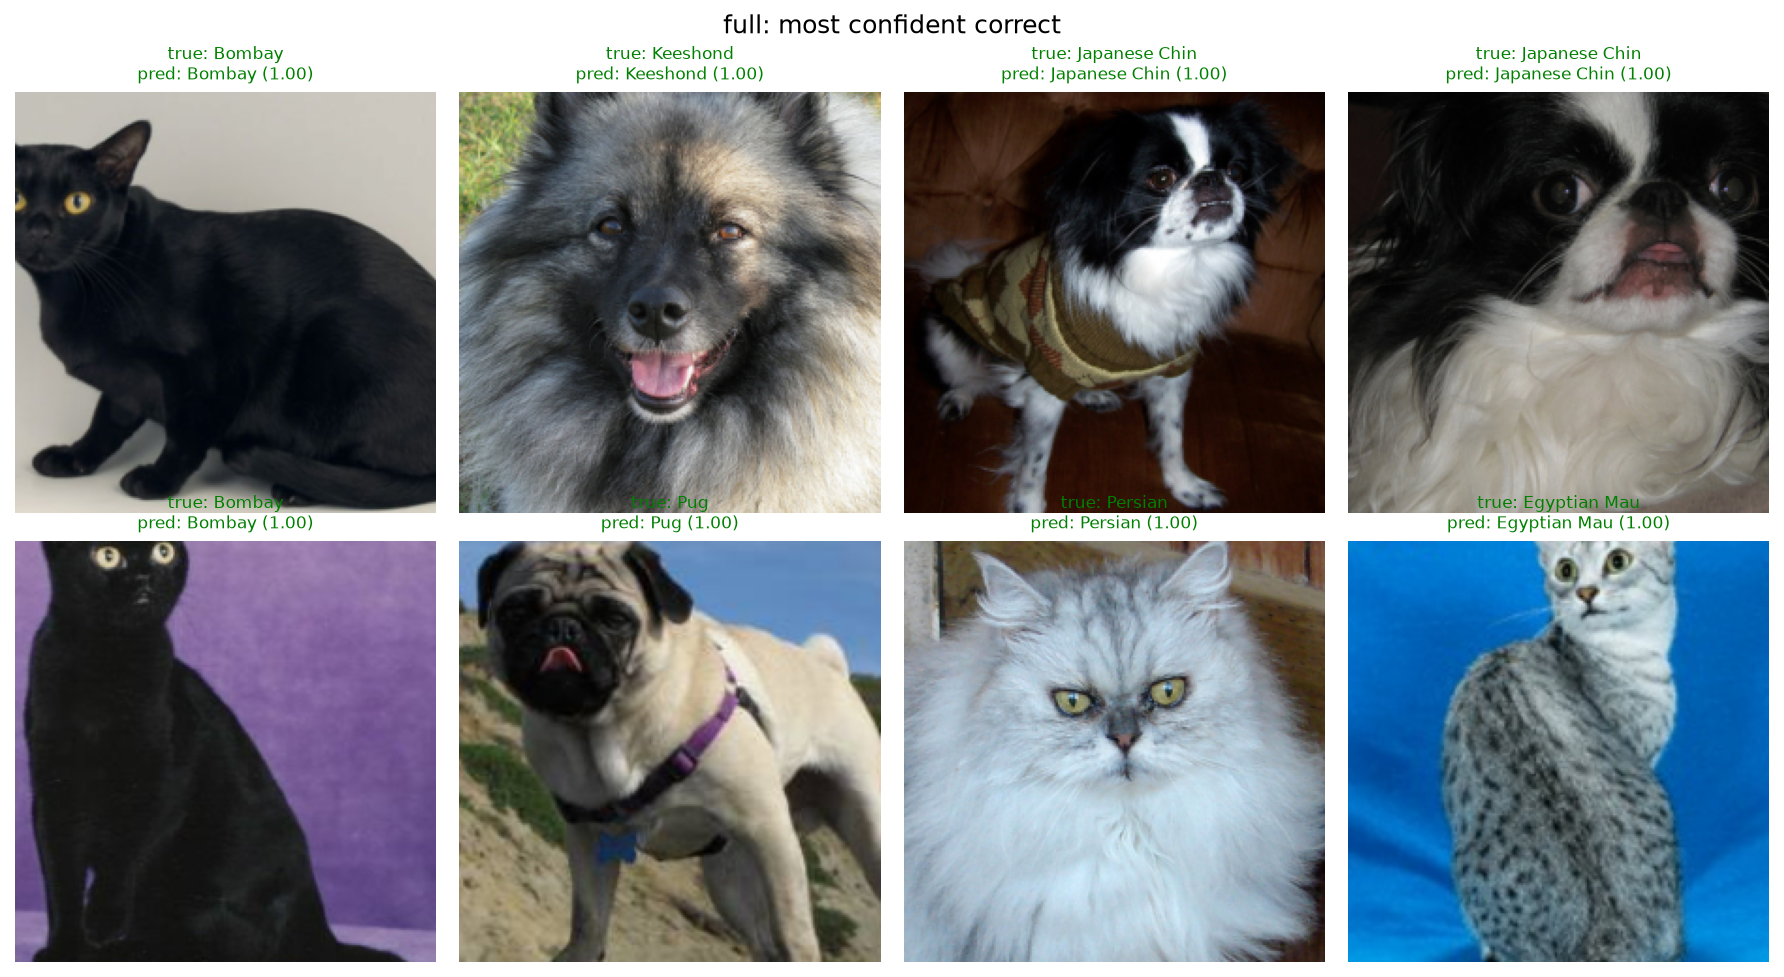 full: most confident correct
true: Bombay
pred: Bombay (1.00)
true: Keeshond
pred: Keeshond (1.00)
true: Japanese Chin
pred: Japanese Chin (1.00)
true: Japanese Chin
pred: Japanese Chin (1.00)
true: Bombay
pred: Bombay (1.00)
true: Pug
pred: Pug (1.00)
true: Persian
pred: Persian (1.00)
true: Egyptian Mau
pred: Egyptian Mau (1.00)